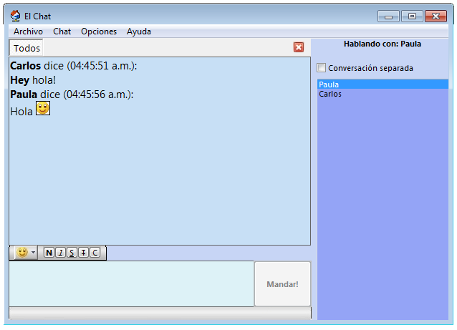 El Chat
Archivo Chat Opciones Ayuda
Todos
Carlos dice (04:45:51 a.m.):
Hey hola!
Paula dice (04:45:56 a.m.):
Hola
N I S T C
Mandar!
Hablando con: Paula
Conversación separada
Paula
Carlos